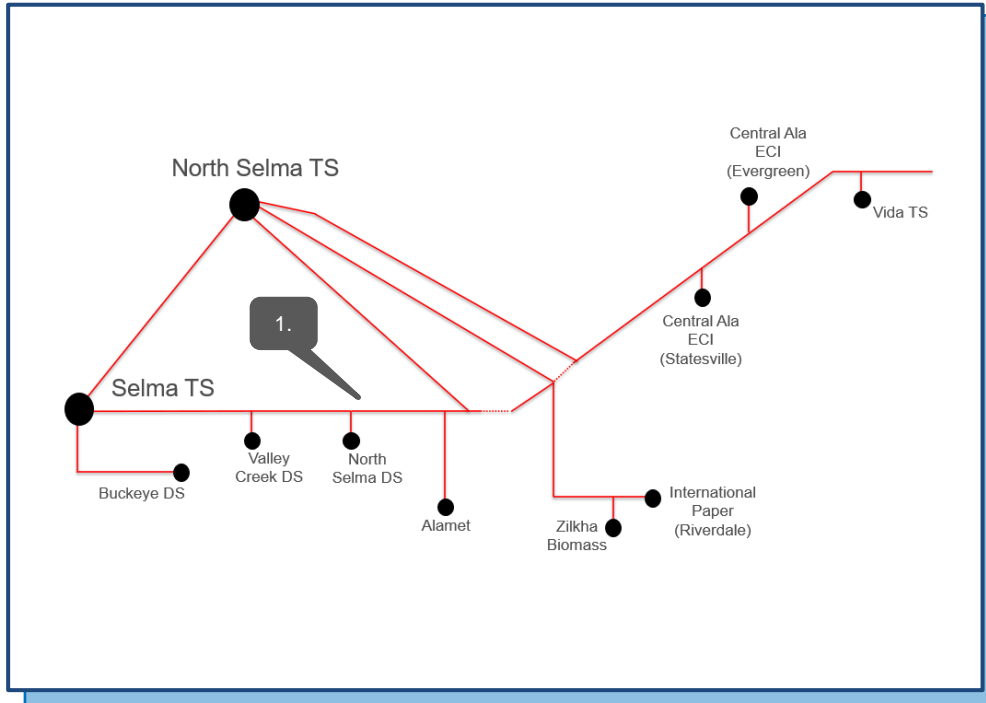 Central Ala
ECI
(Evergreen)
North Selma TS
Vida TS
1.
Central Ala
ECI
(Statesville)
Selma TS
Valley
Creek DS
North
Selma DS
Buckeye DS
International
Paper
(Riverdale)
Alamet
Zilkha
Biomass